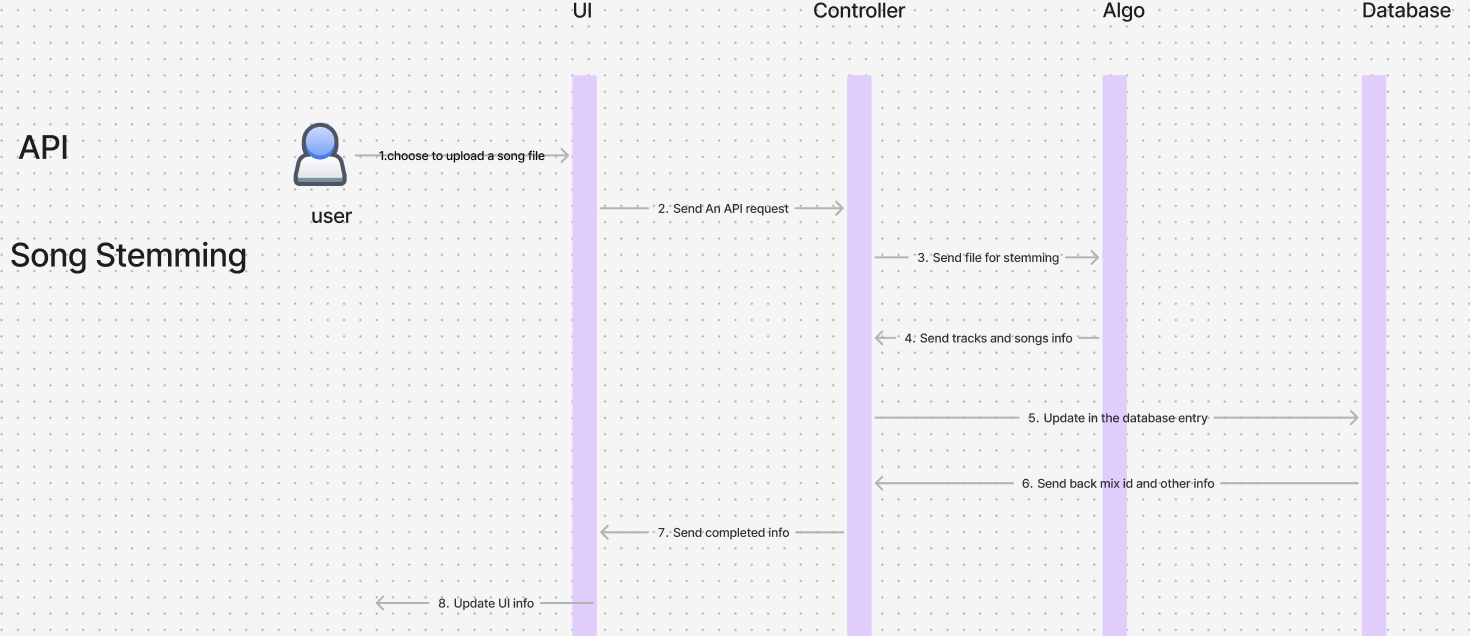 UI
Controller
Algo
Database
API
1.choose to upload a song file
user
2. Send An API request
Song Stemming
3. Send file for stemming
4. Send tracks and songs info
5. Update in the database entry
6. Send back mix id and other info
7. Send completed info
8. Update UI info